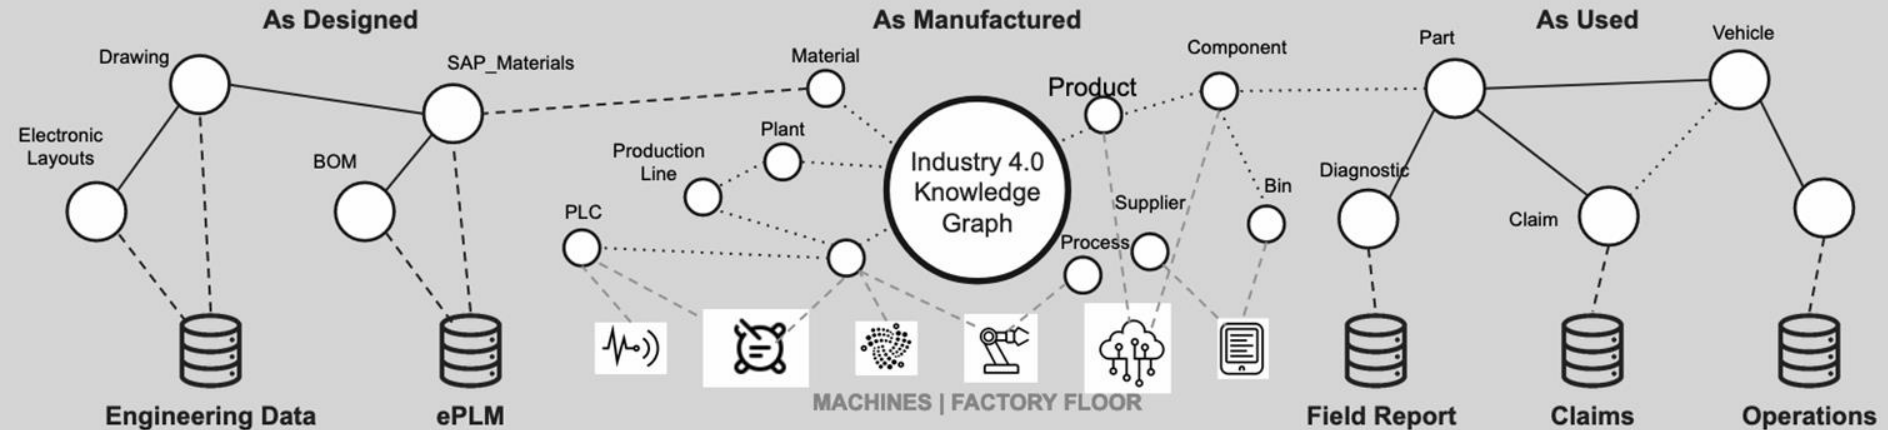 As Designed
As Manufactured
As Used
Drawing
SAP_Materials
Material
Product
Component
Part
Vehicle
Electronic
Layouts
BOM
Production
Line
Plant
PLC
Industry 4.0
Knowledge
Graph
Supplier
Process
Bin
Diagnostic
Claim
MACHINES | FACTORY FLOOR
Engineering Data
ePLM
Field Report
Claims
Operations